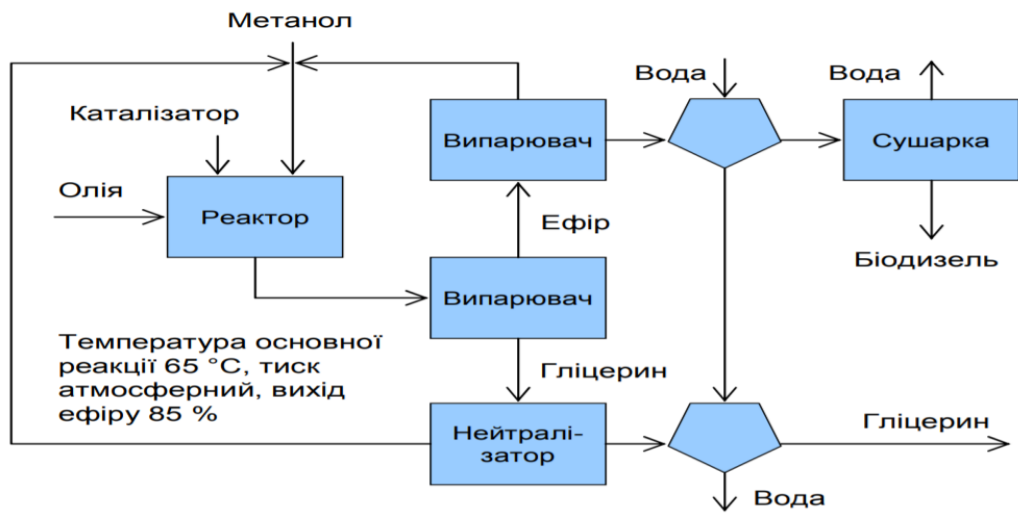 Метанол
Вода
Вода
Каталізатор
Випарювач
Сушарка
Олія
Реактор
Ефір
Біодизель
Випарювач
Температура основної
реакції 65 °С, тиск
атмосферний, вихід
ефіру 85 %
Гліцерин
Нейтралі-
затор
Гліцерин
Вода